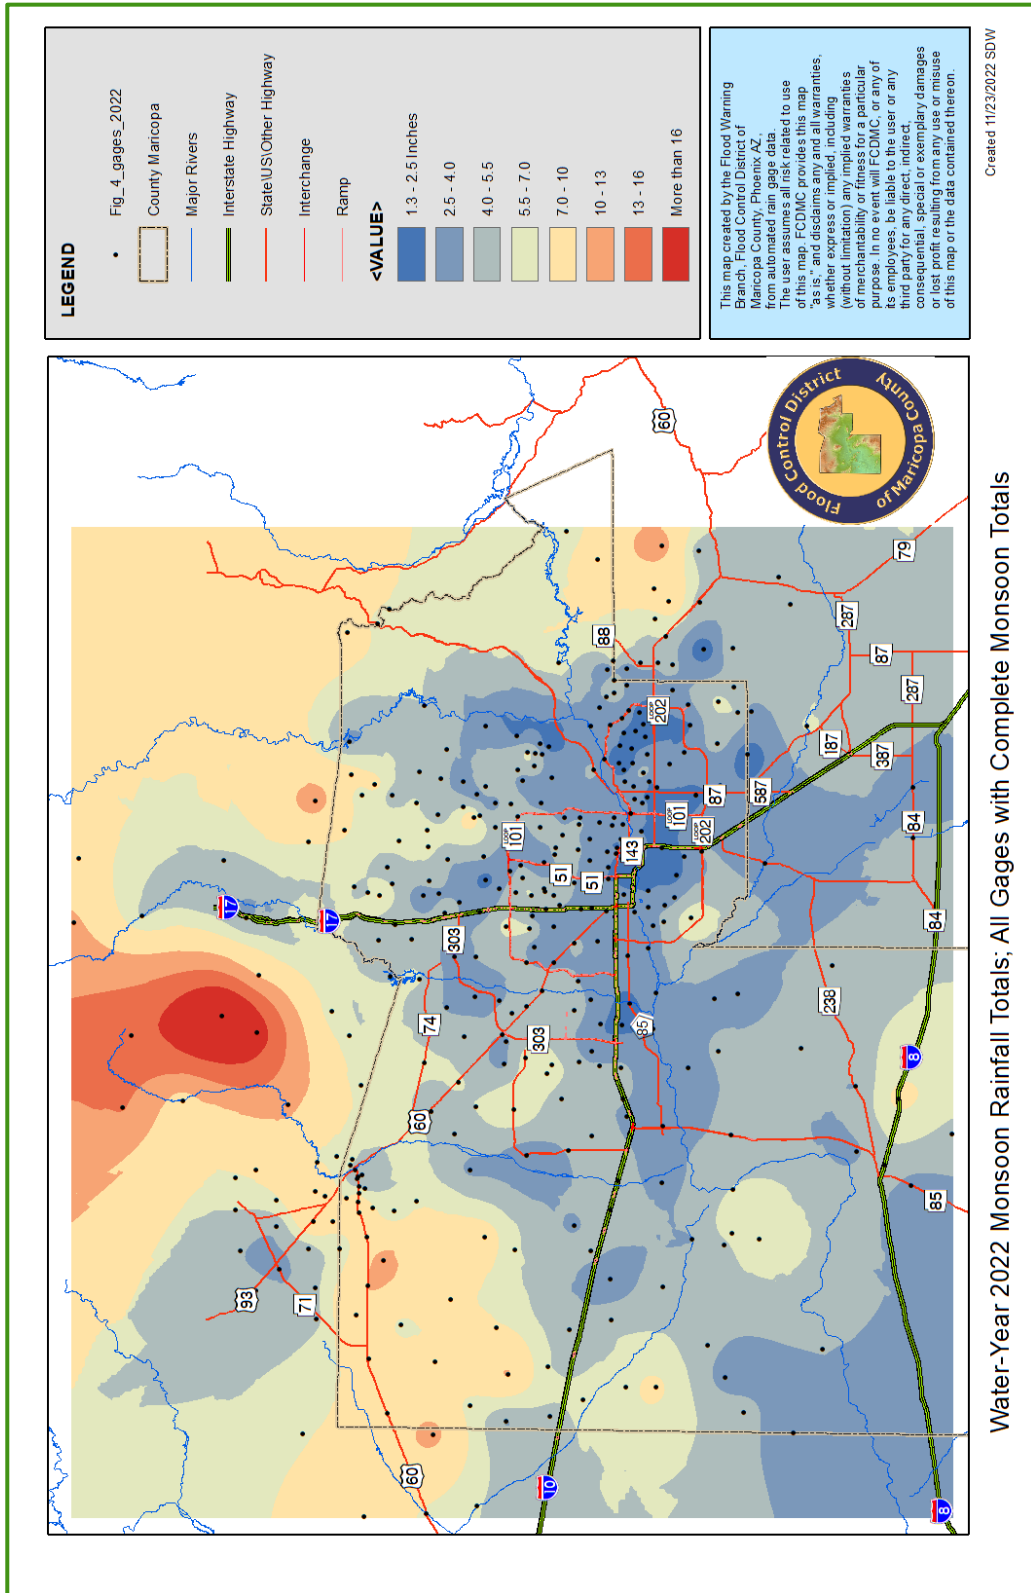 LEGEND
Fig_4_gages_2022
County Maricopa
Major Rivers
Interstate Highway
State\US\Other Highway
Interchange
Ramp
<VALUE>
1.3 - 2.5 Inches
2.5 - 4.0
4.0 - 5.5
5.5 - 7.0
7.0 - 10
10 - 13
13 - 16
More than 16
This map created by the Flood Warning
Branch, Flood Control District of
Maricopa County, Phoenix AZ,
from automated rain gage data.
The user assumes all risk related to use
of this map. FCDMC provides this map
"as is," and disclaims any and all warranties,
whether express or implied, including
(without limitation) any implied warranties
of merchantability or fitness for a particular
purpose. In no event will FCDMC, or any of
its employees, be liable to the user or any
third party for any direct, indirect,
consequential, special or exemplary damages
or lost profit resulting from any use or misuse
of this map or the data contained thereon.
Created 11/23/2022 SDW
93
71
60
60
74
303
303
17
17
LOOP
101
51
51
143
LOOP
101
LOOP
202
LOOP
202
88
60
87
587
187
387
287
87
287
79
84
84
238
85
85
10
8
8
Flood Control District
of Maricopa County
Water-Year 2022 Monsoon Rainfall Totals; All Gages with Complete Monsoon Totals